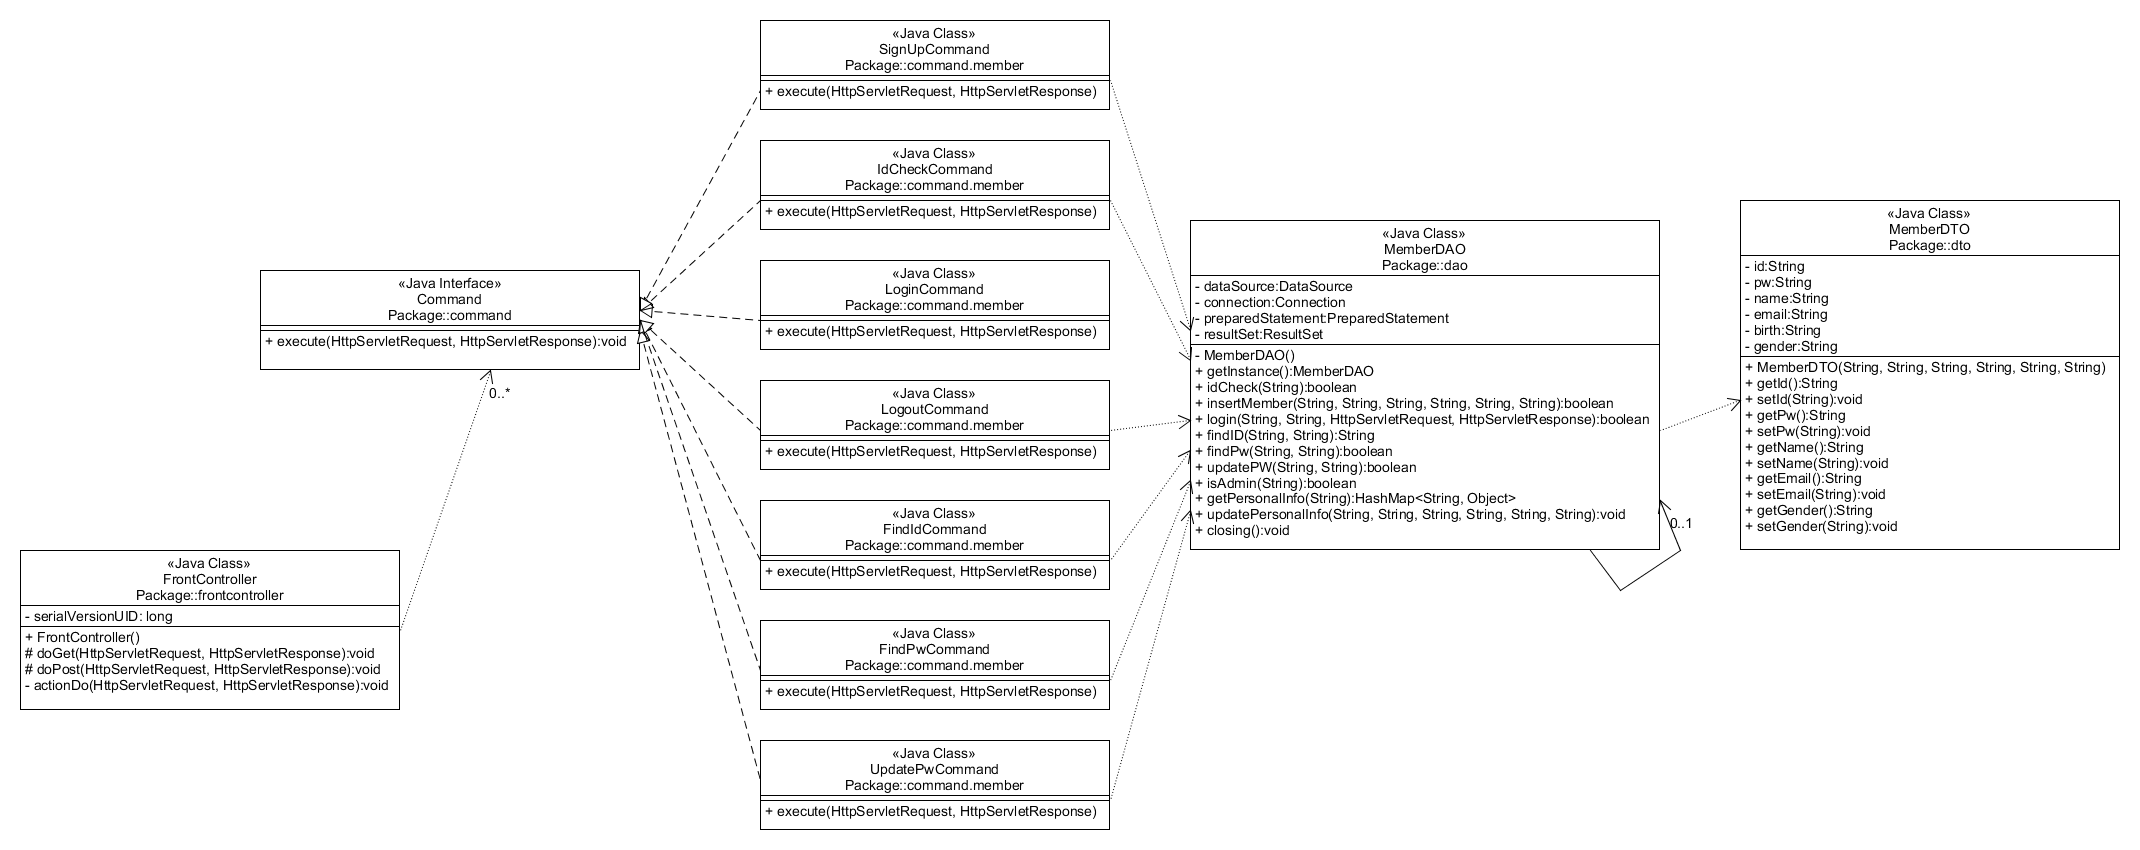 «Java Class»
SignUpCommand
Package::command.member
+ execute(HttpServletRequest, HttpServletResponse)
«Java Class»
IdCheckCommand
Package::command.member
+ execute(HttpServletRequest, HttpServletResponse)
«Java Class»
LoginCommand
Package::command.member
+ execute(HttpServletRequest, HttpServletResponse)
«Java Class»
LogoutCommand
Package::command.member
+ execute(HttpServletRequest, HttpServletResponse)
«Java Class»
FindIdCommand
Package::command.member
+ execute(HttpServletRequest, HttpServletResponse)
«Java Class»
FindPwCommand
Package::command.member
+ execute(HttpServletRequest, HttpServletResponse)
«Java Class»
UpdatePwCommand
Package::command.member
+ execute(HttpServletRequest, HttpServletResponse)
«Java Interface»
Command
Package::command
+ execute(HttpServletRequest, HttpServletResponse):void
0..*
«Java Class»
FrontController
Package::frontcontroller
- serialVersionUID: long
+ FrontController()
# doGet(HttpServletRequest, HttpServletResponse):void
# doPost(HttpServletRequest, HttpServletResponse):void
- actionDo(HttpServletRequest, HttpServletResponse):void
«Java Class»
MemberDAO
Package::dao
- dataSource:DataSource
- connection:Connection
- preparedStatement:PreparedStatement
- resultSet:ResultSet
- MemberDAO()
+ getInstance():MemberDAO
+ idCheck(String):boolean
+ insertMember(String, String, String, String, String, String):boolean
+ login(String, String, HttpServletRequest, HttpServletResponse):boolean
+ findID(String, String):String
+ findPw(String, String):boolean
+ updatePW(String, String):boolean
+ isAdmin(String):boolean
+ getPersonalInfo(String):HashMap<String, Object>
+ updatePersonalInfo(String, String, String, String, String, String):void
+ closing():void
0..1
«Java Class»
MemberDTO
Package::dto
- id:String
- pw:String
- name:String
- email:String
- birth:String
- gender:String
+ MemberDTO(String, String, String, String, String, String)
+ getId():String
+ setId(String):void
+ getPw():String
+ setPw(String):void
+ getName():String
+ setName(String):void
+ getEmail():String
+ setEmail(String):void
+ getGender():String
+ setGender(String):void